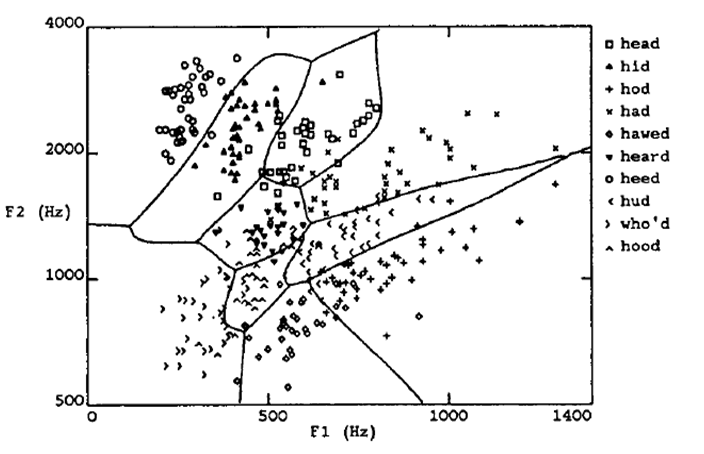 4000
2000
F2 (Hz)
1000
500
0 500 1000 1400
F1 (Hz)
head
hid
hod
had
hawed
heard
heed
hud
who'd
hood